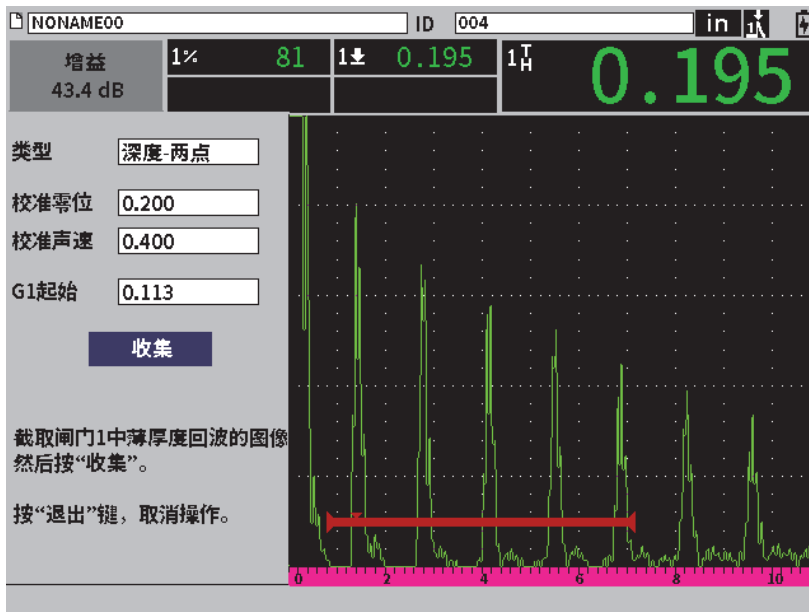 NONAME00 ID 004 in
增益
43.4 dB
1% 81
1 0.195
1 T
H 0.195
类型 深度-两点
校准零位 0.200
校准声速 0.400
G1起始 0.113
收集
截取闸门1中薄厚度回波的图像
然后按“收集”。
按“退出”键，取消操作。
0 2 4 6 8 10